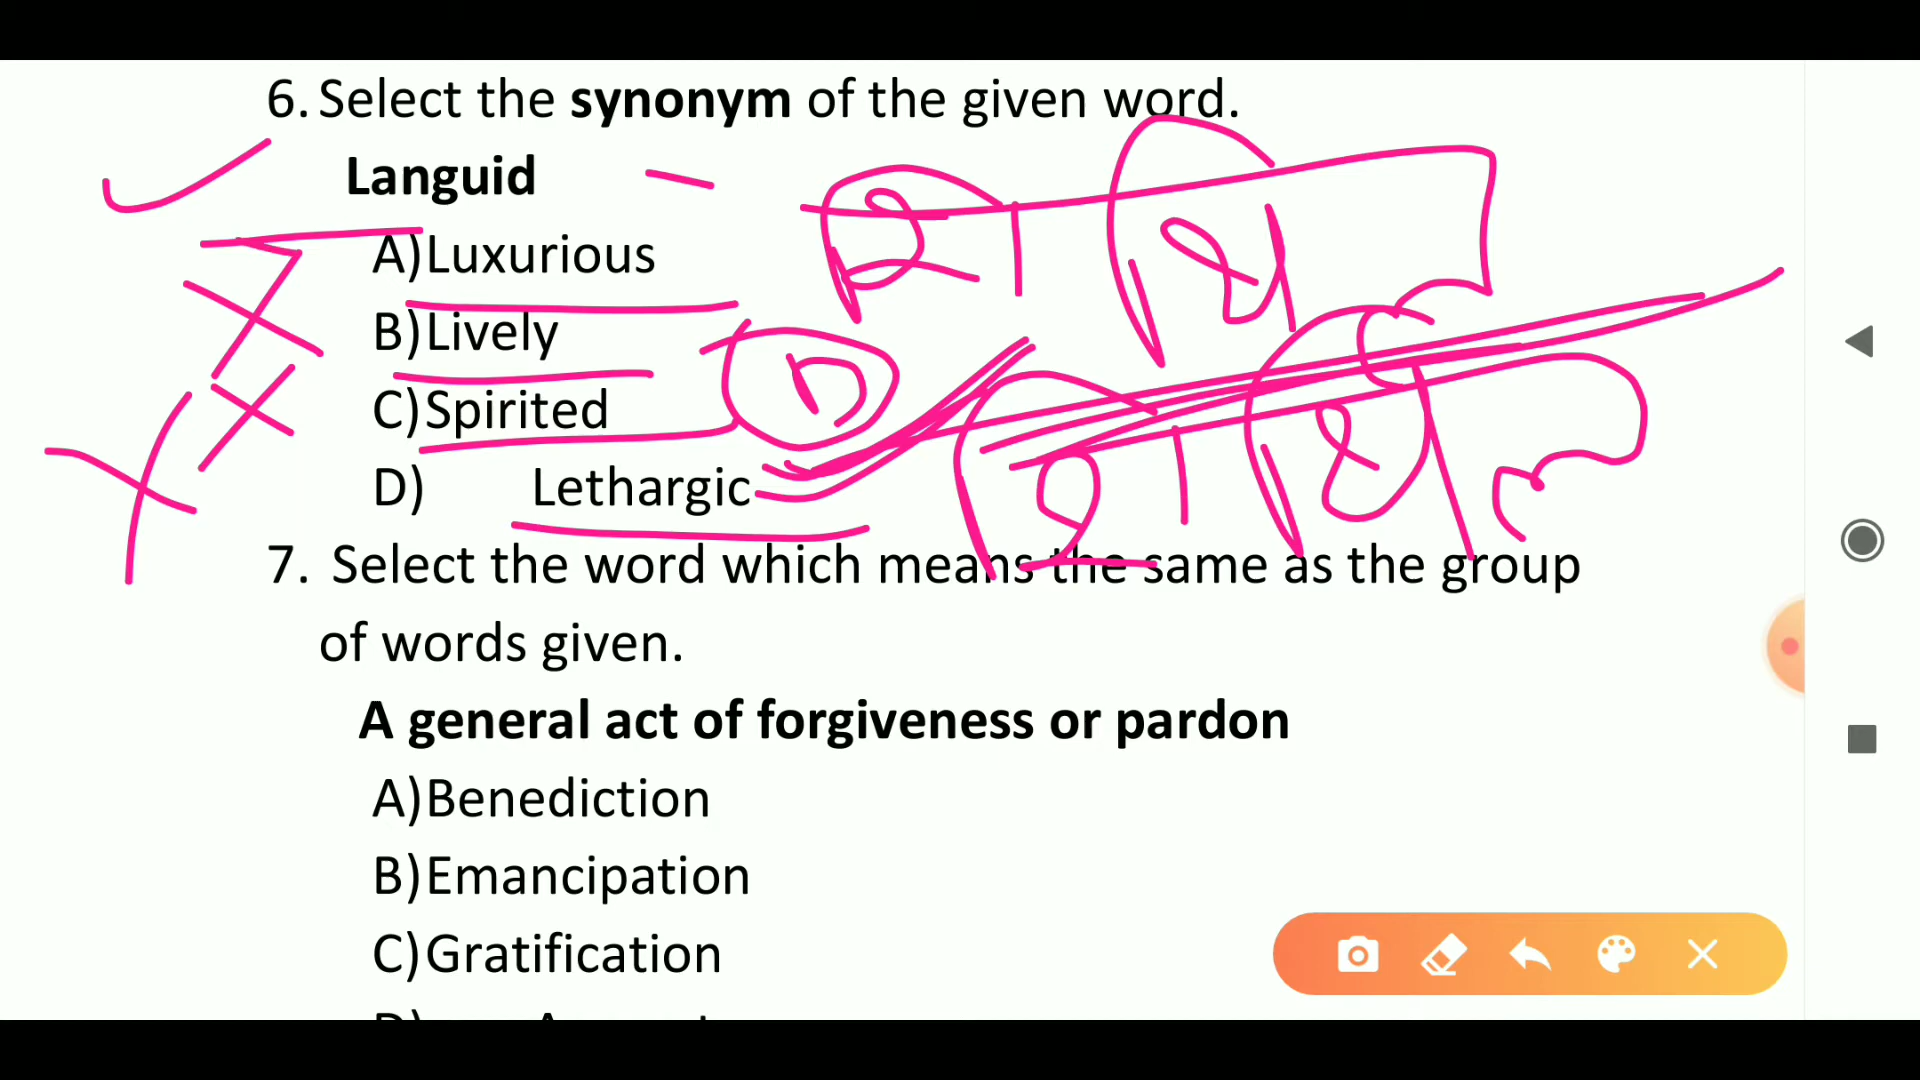 6. Select the synonym of the given word.
Languid
A) Luxurious
B) Lively
D
C) Spirited
D) Lethargic
7. Select the word which means the same as the group
of words given.
A general act of forgiveness or pardon
A) Benediction
B) Emancipation
C) Gratification